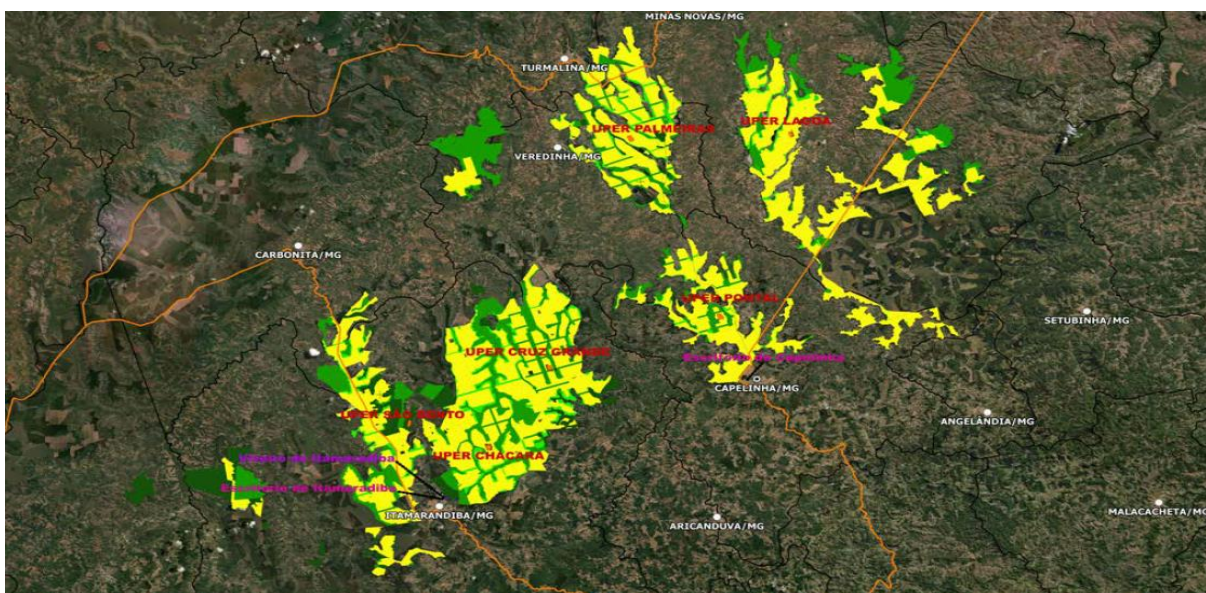 MINAS NOVAS/MG
TURMALINA/MG
UPER PALMEIRAS
UPER LAGOA
VEREDINHA/MG
CARBONITA/MG
UPER PONTAL
SETUBINHA/MG
UPER CRUZ GRANDE
Escritório de Capelinha
CAPELINHA/MG
UPER SÃO BENTO
ANGELÂNDIA/MG
UPER CHÁCARA
Viveiro de Itamarandiba
Escritório de Itamarandiba
ITAMARANDIBA/MG
MALACACHETA/MG
ARICANDUVA/MG